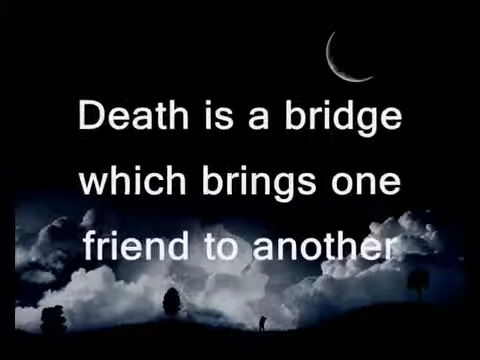 Death is a bridge
which brings one
friend to another